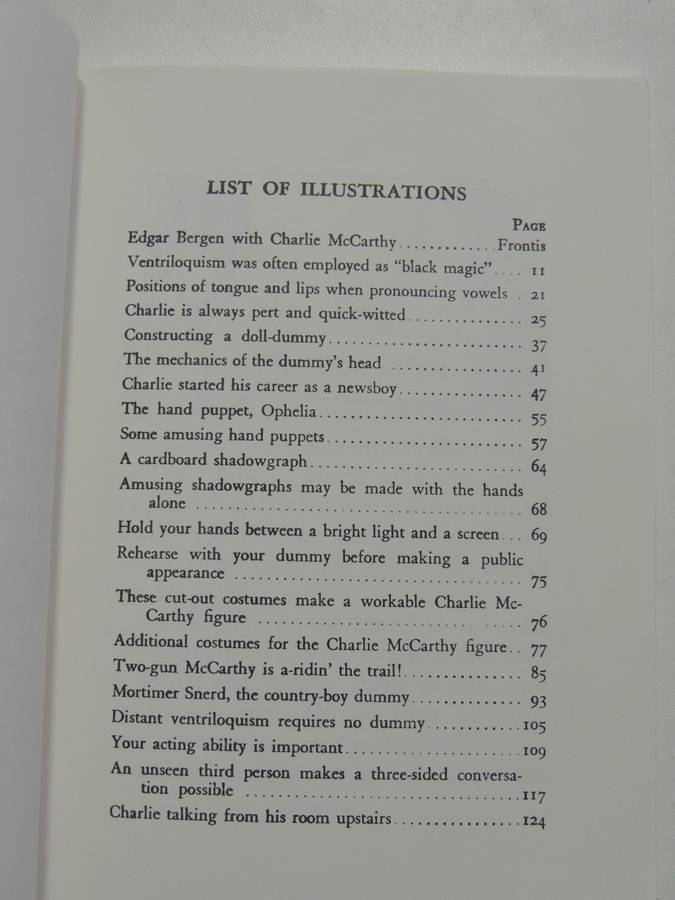 LIST OF ILLUSTRATIONS
PAGE
Edgar Bergen with Charlie McCarthy.............Frontis
Ventriloquism was often employed as "black magic".... 11
Positions of tongue and lips when pronouncing vowels .. 21
Charlie is always pert and quick-witted............... 25
Constructing a doll-dummy......................... 37
The mechanics of the dummy's head ................. 41
Charlie started his career as a newsboy................ 47
The hand puppet, Ophelia.......................... 55
Some amusing hand puppets......................... 57
A cardboard shadowgraph........................... 64
Amusing shadowgraphs may be made with the hands
alone ......................................... 68
Hold your hands between a bright light and a screen... 69
Rehearse with your dummy before making a public
appearance .................................... 75
These cut-out costumes make a workable Charlie Mc-
Carthy figure ................................. 76
Additional costumes for the Charlie McCarthy figure.. 77
Two-gun McCarthy is a-ridin' the trail!............... 85
Mortimer Snerd, the country-boy dummy.............. 93
Distant ventriloquism requires no dummy............105
Your acting ability is important......................109
An unseen third person makes a three-sided conversa-
tion possible ..................................117
Charlie talking from his room upstairs................124